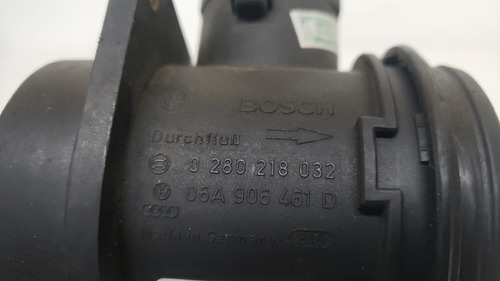 BOSCH
Durchfluß
0 280 218 032
06A 906 461 D
Made in Germany